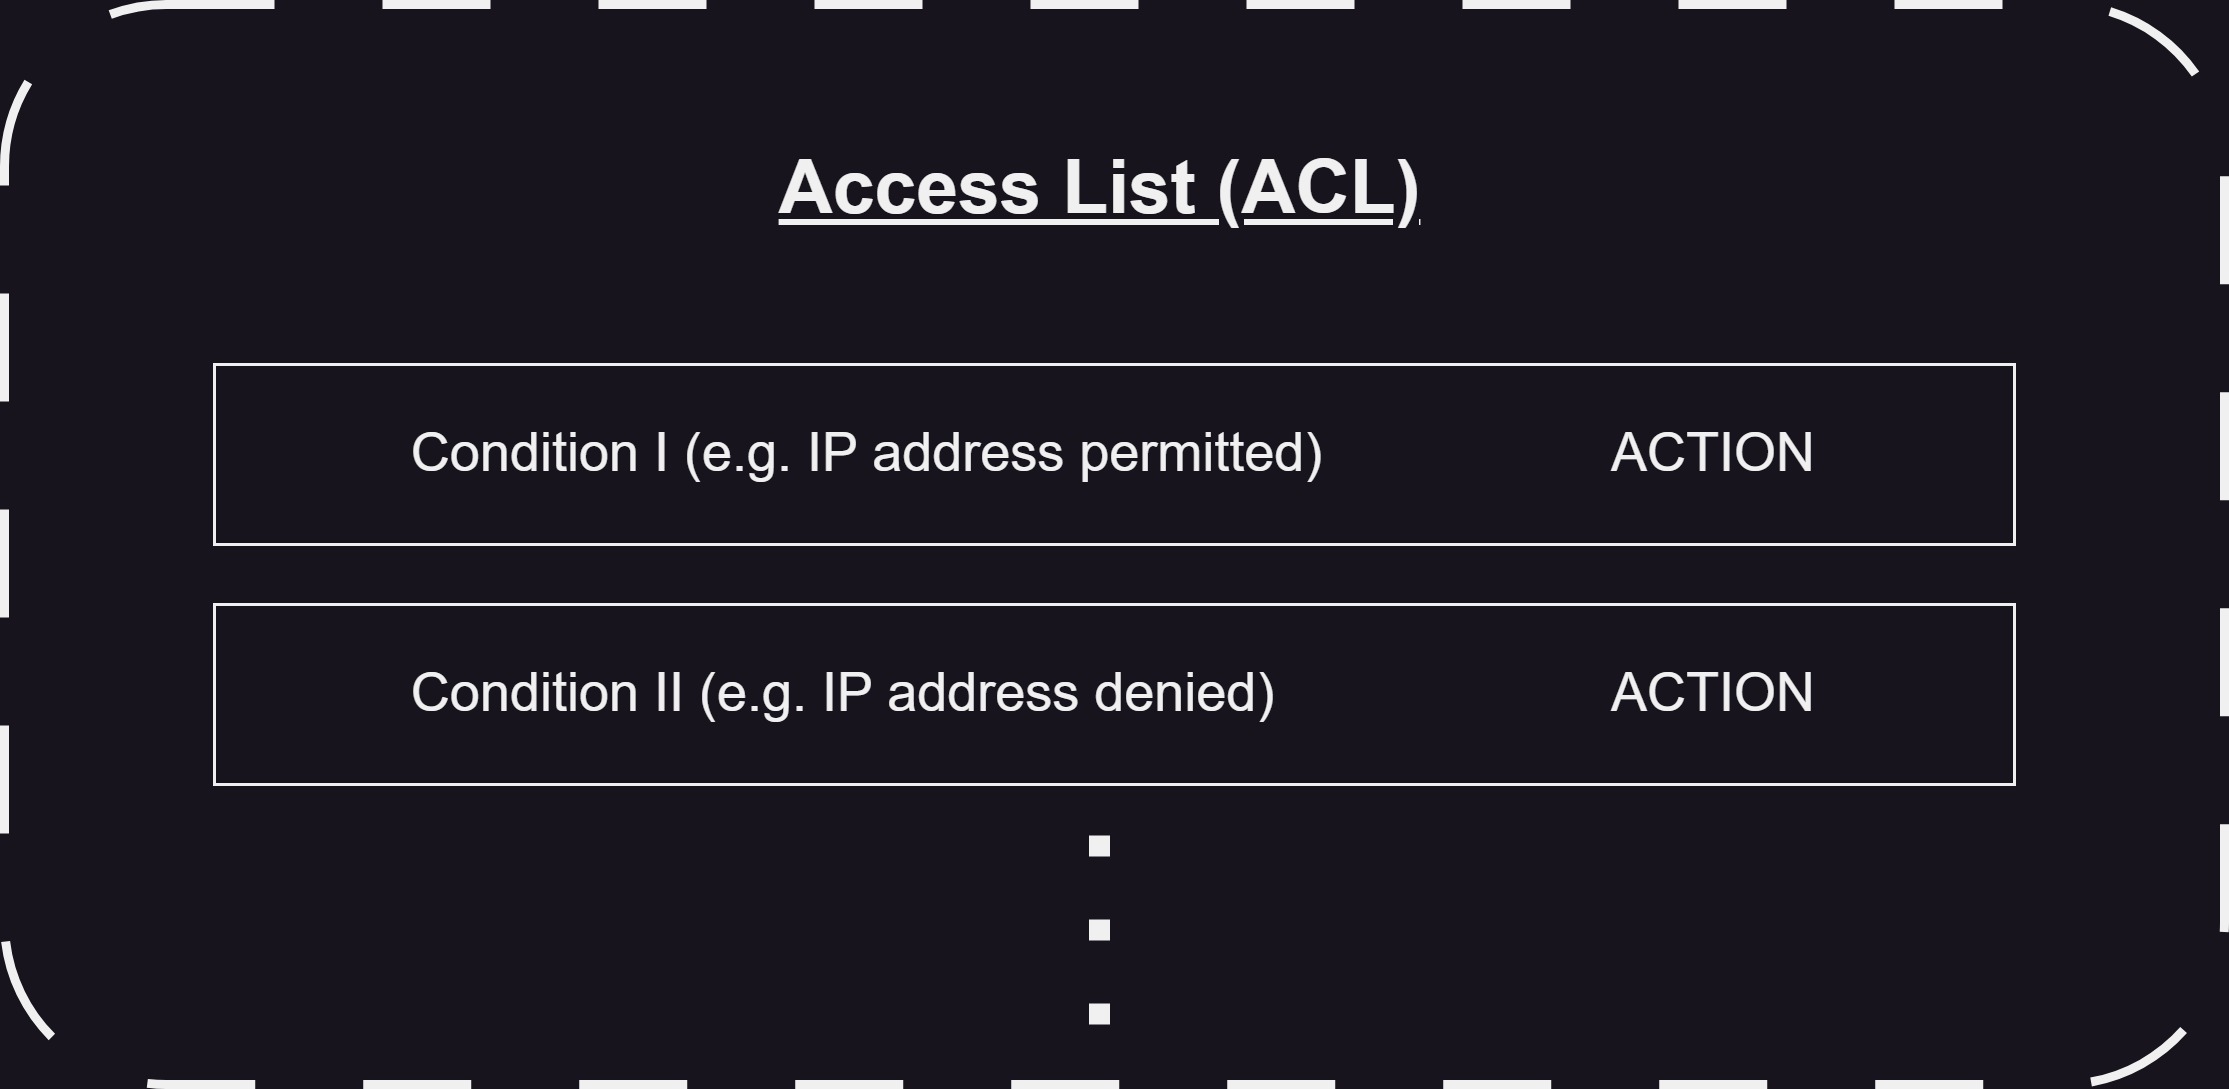 Access List (ACL)
Condition I (e.g. IP address permitted) ACTION
Condition II (e.g. IP address denied) ACTION